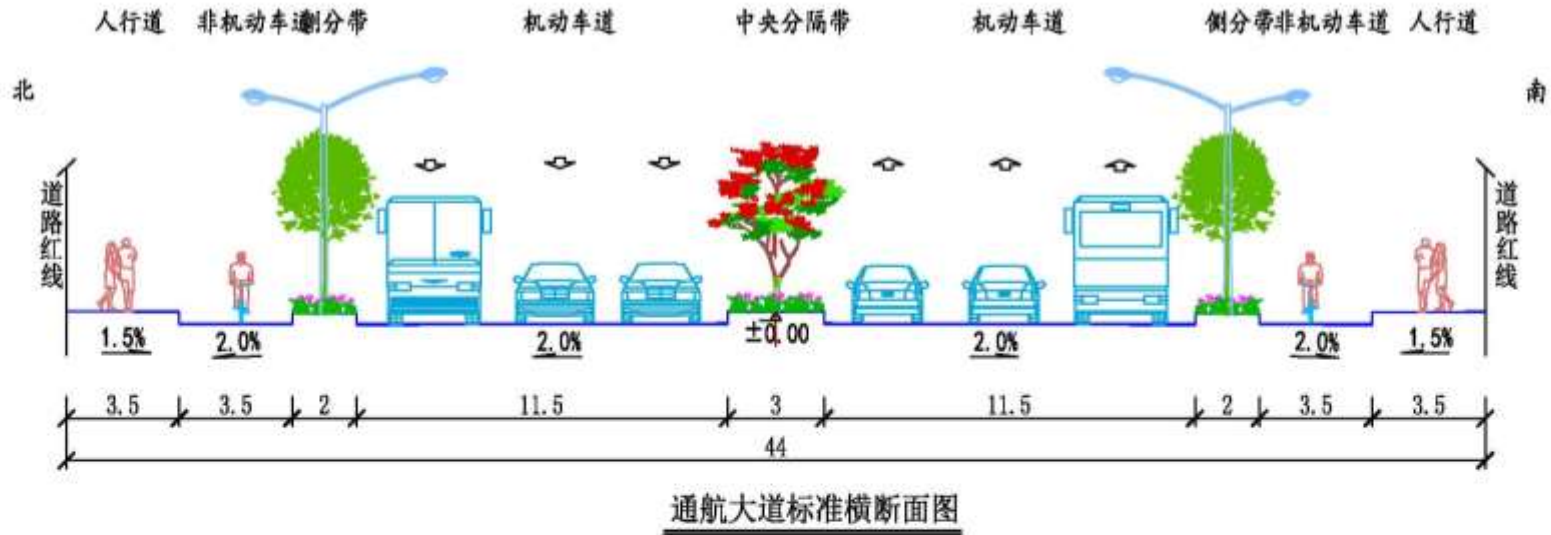 人行道 非机动车道 侧分带 机动车道 中央分隔带 机动车道 侧分带 非机动车道 人行道
北 南
道路红线 道路红线
1.5% 2.0% 2.0% ±0.00 2.0% 2.0% 1.5%
3.5 3.5 2 11.5 3 11.5 2 3.5 3.5
44
通航大道标准横断面图